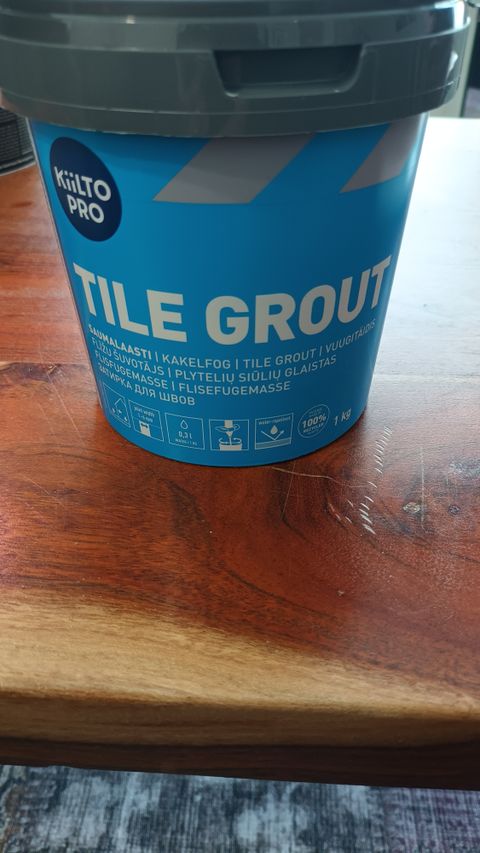 KiiLTO
PRO
TILE GROUT
SAUMALAASTI | KAKELFOG | TILE GROUT | VUUGITÄIDIS
FLĪŽU ŠUVOTĀJS | PLYTELIŲ SIŪLIŲ GLAISTAS
FLISFUGEMASSE | FLISEFUGEMASSE
ЗАТИРКА ДЛЯ ШВОВ
0,3 L
100%
1 kg